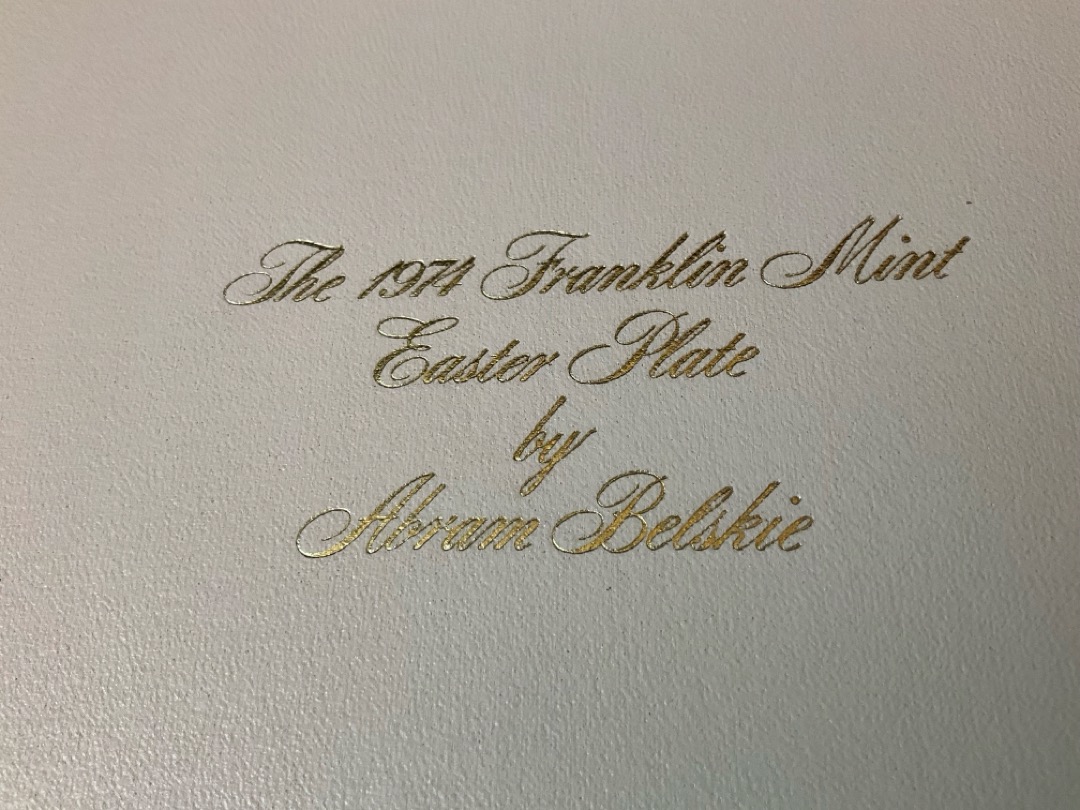 The 1974 Franklin Mint
Easter Plate
by
Abram Belskie